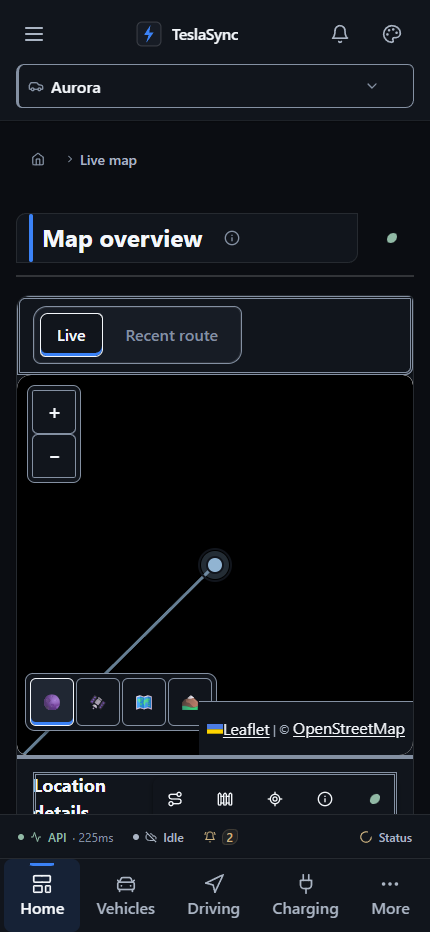 TeslaSync
Aurora
Live map
Map overview
Live
Recent route
+
−
Leaflet | © OpenStreetMap
Location
details
API · 225ms
Idle
2
Status
Home
Vehicles
Driving
Charging
More